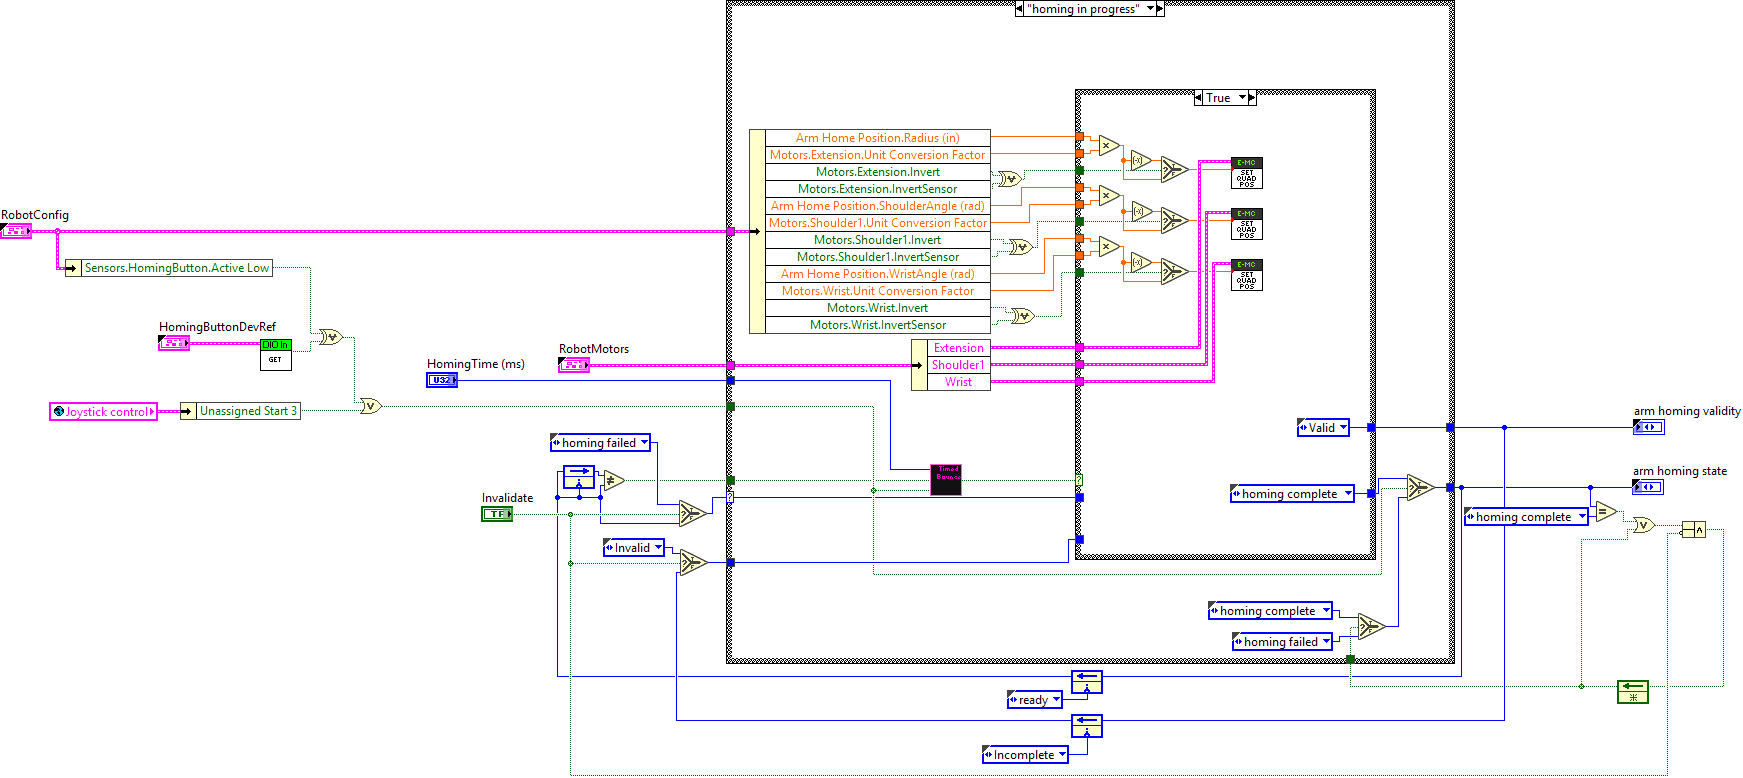 "homing in progress"
True
Arm Home Position.Radius (in)
Motors.Extension.Unit Conversion Factor
Motors.Extension.Invert
Motors.Extension.InvertSensor
Arm Home Position.ShoulderAngle (rad)
Motors.Shoulder1.Unit Conversion Factor
Motors.Shoulder1.Invert
Motors.Shoulder1.InvertSensor
Arm Home Position.WristAngle (rad)
Motors.Wrist.Unit Conversion Factor
Motors.Wrist.Invert
Motors.Wrist.InvertSensor
E-MC
SET
QUAD
POS
E-MC
SET
QUAD
POS
E-MC
SET
QUAD
POS
RobotConfig
Sensors.HomingButton.Active Low
HomingButtonDevRef
DIO In
GET
RobotMotors
Extension
Shoulder1
Wrist
HomingTime (ms)
U32
Joystick control
Unassigned Start 3
homing failed
Timed
Invalidate
TF
Invalid
Valid
homing complete
arm homing validity
arm homing state
homing complete
homing complete
homing failed
ready
Incomplete